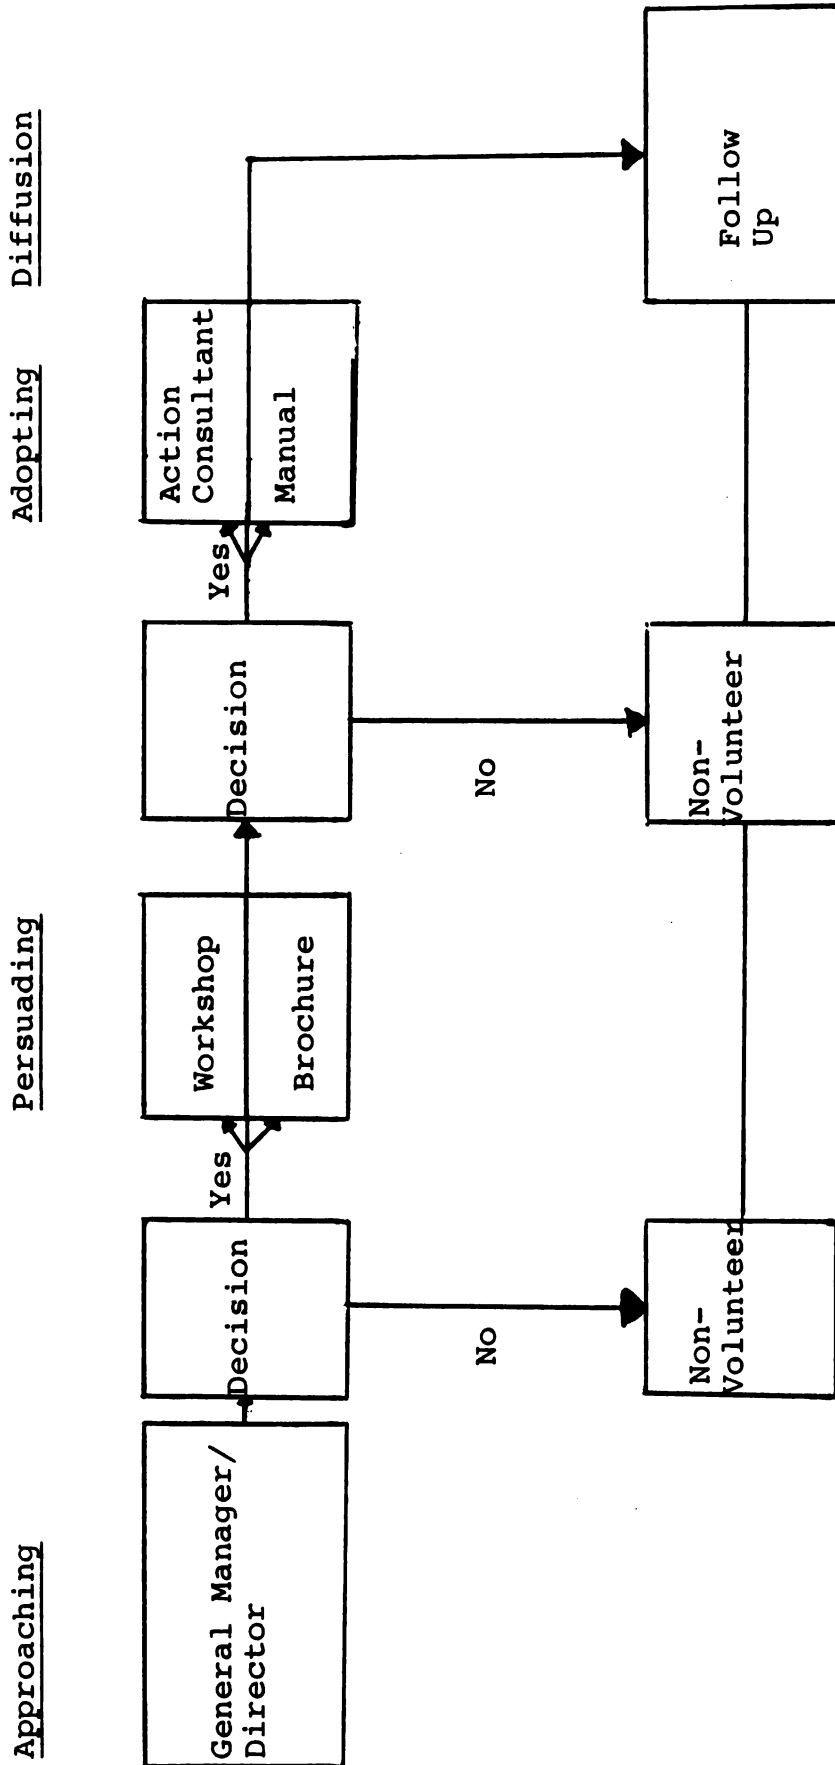 Approaching
Persuading
Adopting
Diffusion
General Manager/
Director
Decision
Yes
Workshop
Brochure
Decision
Yes
Action
Consultant
Manual
No
No
Non-
Volunteer
Non-
Volunteer
Follow
Up